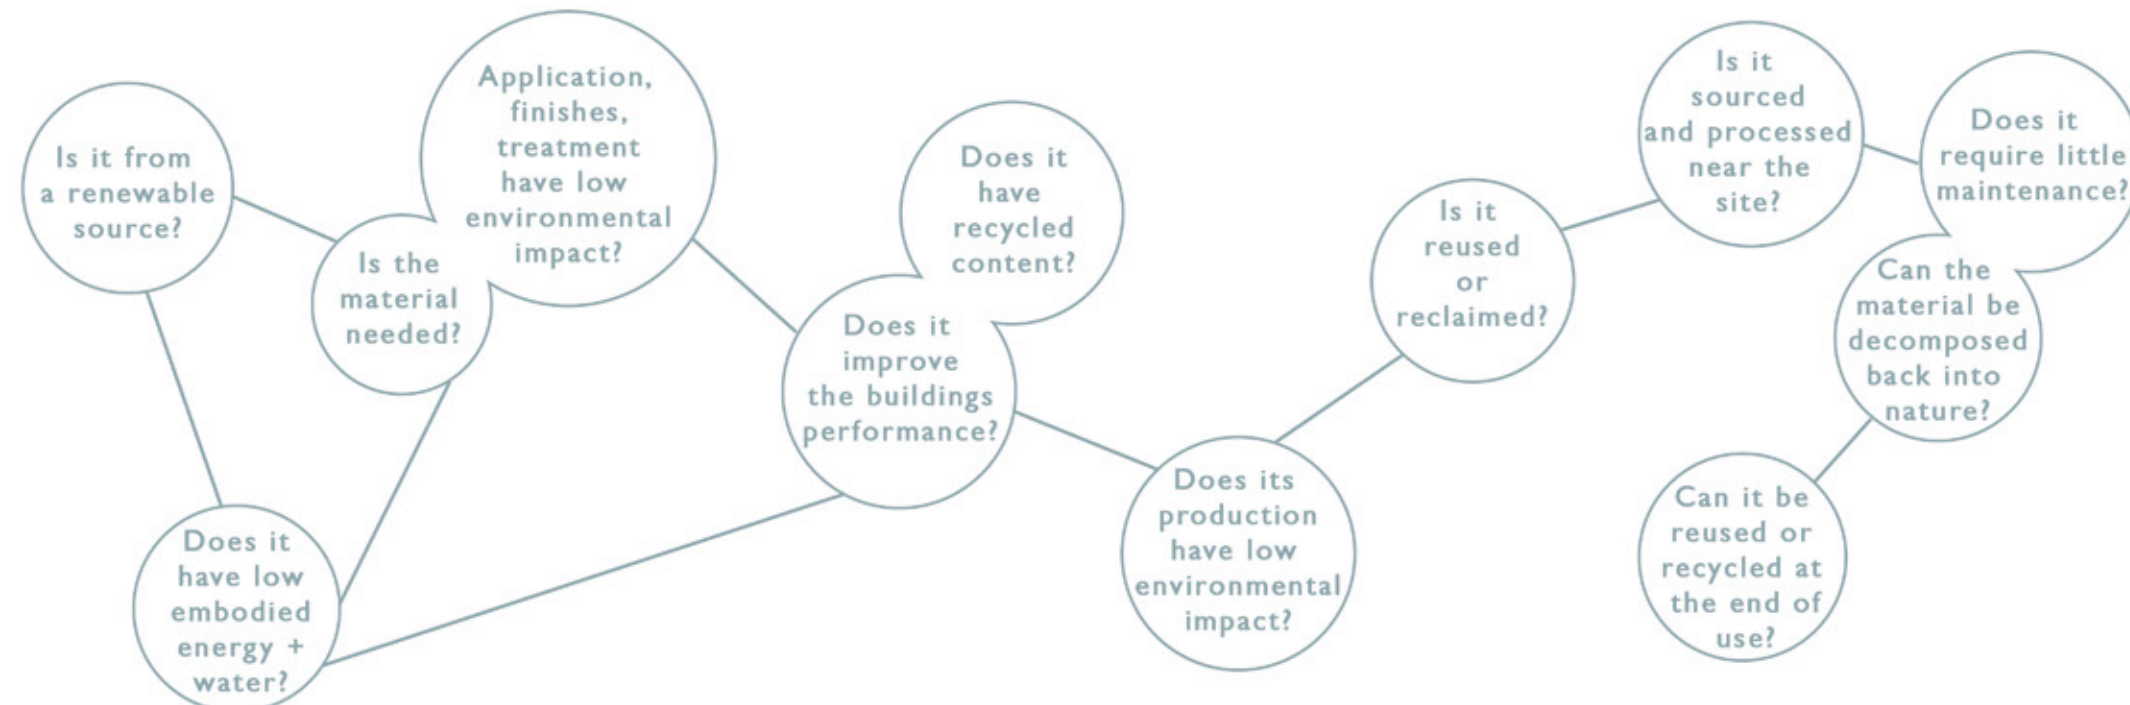 Is it from
a renewable
source?
Is the
material
needed?
Application,
finishes,
treatment
have low
environmental
impact?
Does it
have low
embodied
energy +
water?
Does it
have
recycled
content?
Does it
improve
the buildings
performance?
Does its
production
have low
environmental
impact?
Is it
reused
or
reclaimed?
Is it
sourced
and processed
near the
site?
Does it
require little
maintenance?
Can the
material be
decomposed
back into
nature?
Can it be
reused or
recycled at
the end of
use?